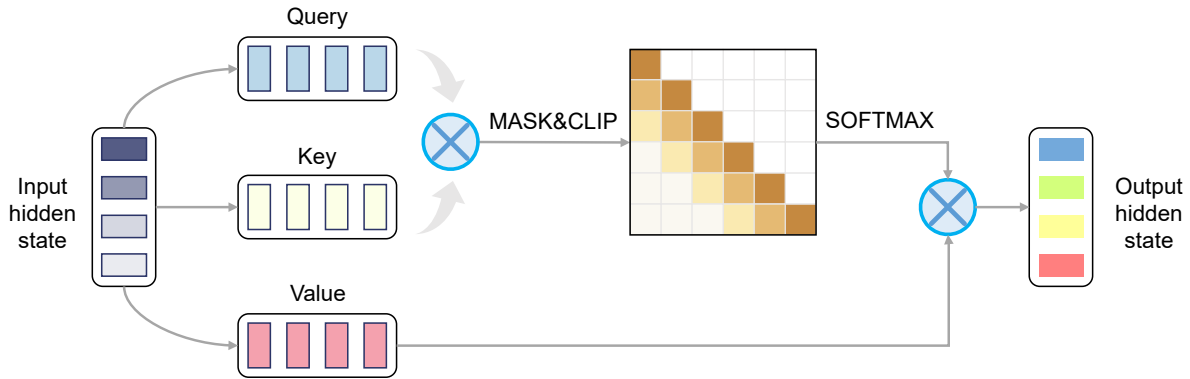 Query
MASK&CLIP
SOFTMAX
Key
Input
hidden
state
Output
hidden
state
Value